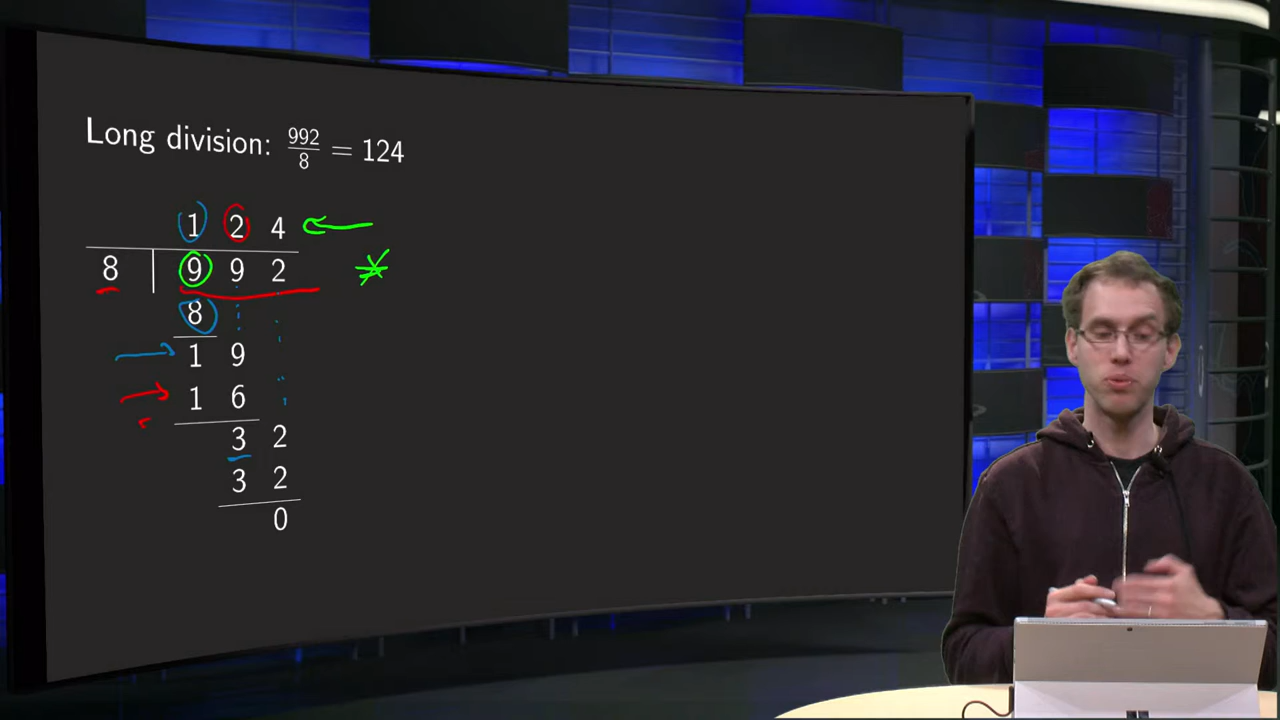 Long division: 992/8 = 124
1 2 4
8 | 9 9 2
8
1 9
1 6
3 2
3 2
0